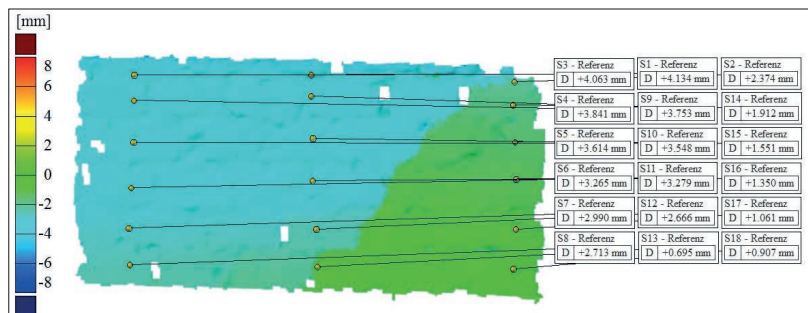 [mm]
8
6
4
2
0
-2
-4
-6
-8
S3 - Referenz S1 - Referenz S2 - Referenz
D +4.063 mm D +4.134 mm D +2.374 mm
S4 - Referenz S9 - Referenz S14 - Referenz
D +3.841 mm D +3.753 mm D +1.912 mm
S5 - Referenz S10 - Referenz S15 - Referenz
D +3.614 mm D +3.548 mm D +1.551 mm
S6 - Referenz S11 - Referenz S16 - Referenz
D +3.265 mm D +3.279 mm D +1.350 mm
S7 - Referenz S12 - Referenz S17 - Referenz
D +2.990 mm D +2.666 mm D +1.061 mm
S8 - Referenz S13 - Referenz S18 - Referenz
D +2.713 mm D +0.695 mm D +0.907 mm